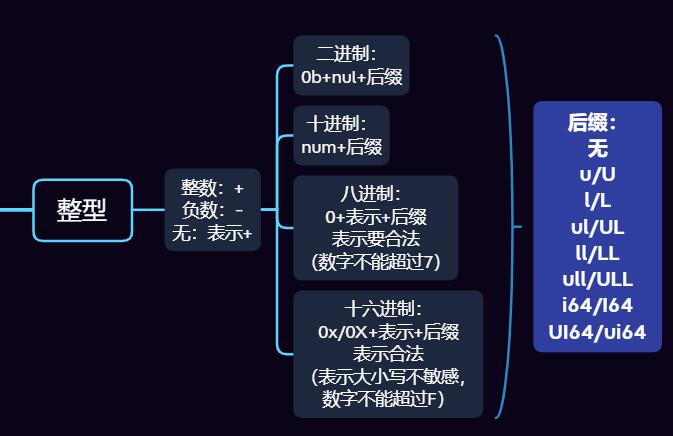 整型
整数：+
负数：-
无：表示+
二进制：
0b+nul+后缀
十进制：
num+后缀
八进制：
0+表示+后缀
表示要合法
（数字不能超过7）
十六进制：
0x/0X+表示+后缀
表示合法
（表示大小写不敏感，
数字不能超过F）
后缀：
无
u/U
l/L
ul/UL
ll/LL
ull/ULL
i64/I64
UI64/ui64